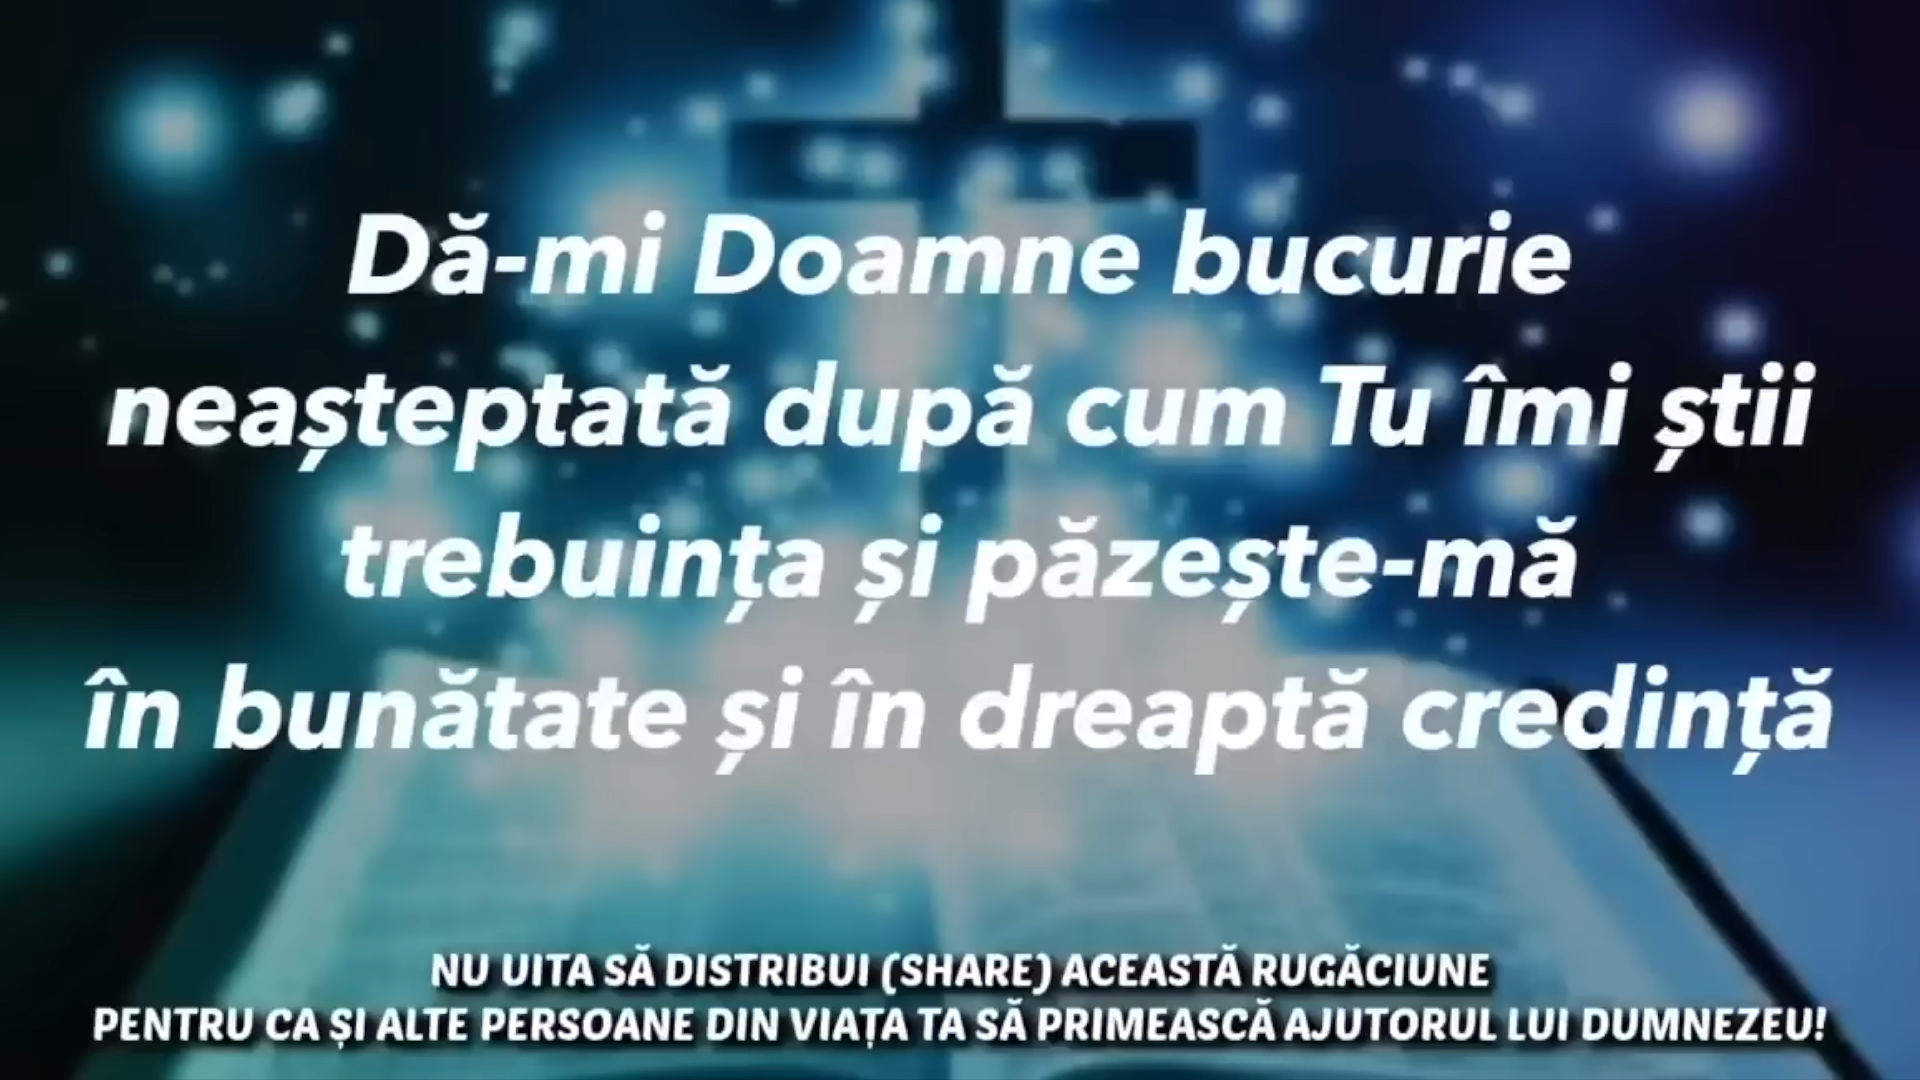 Dă-mi Doamne bucurie
neașteptată după cum Tu îmi știi
trebuința și păzește-mă
în bunătate și în dreaptă credință
NU UITA SĂ DISTRIBUI (SHARE) ACEASTĂ RUGĂCIUNE
PENTRU CA ȘI ALTE PERSOANE DIN VIAȚA TA SĂ PRIMEASCĂ AJUTORUL LUI DUMNEZEU!